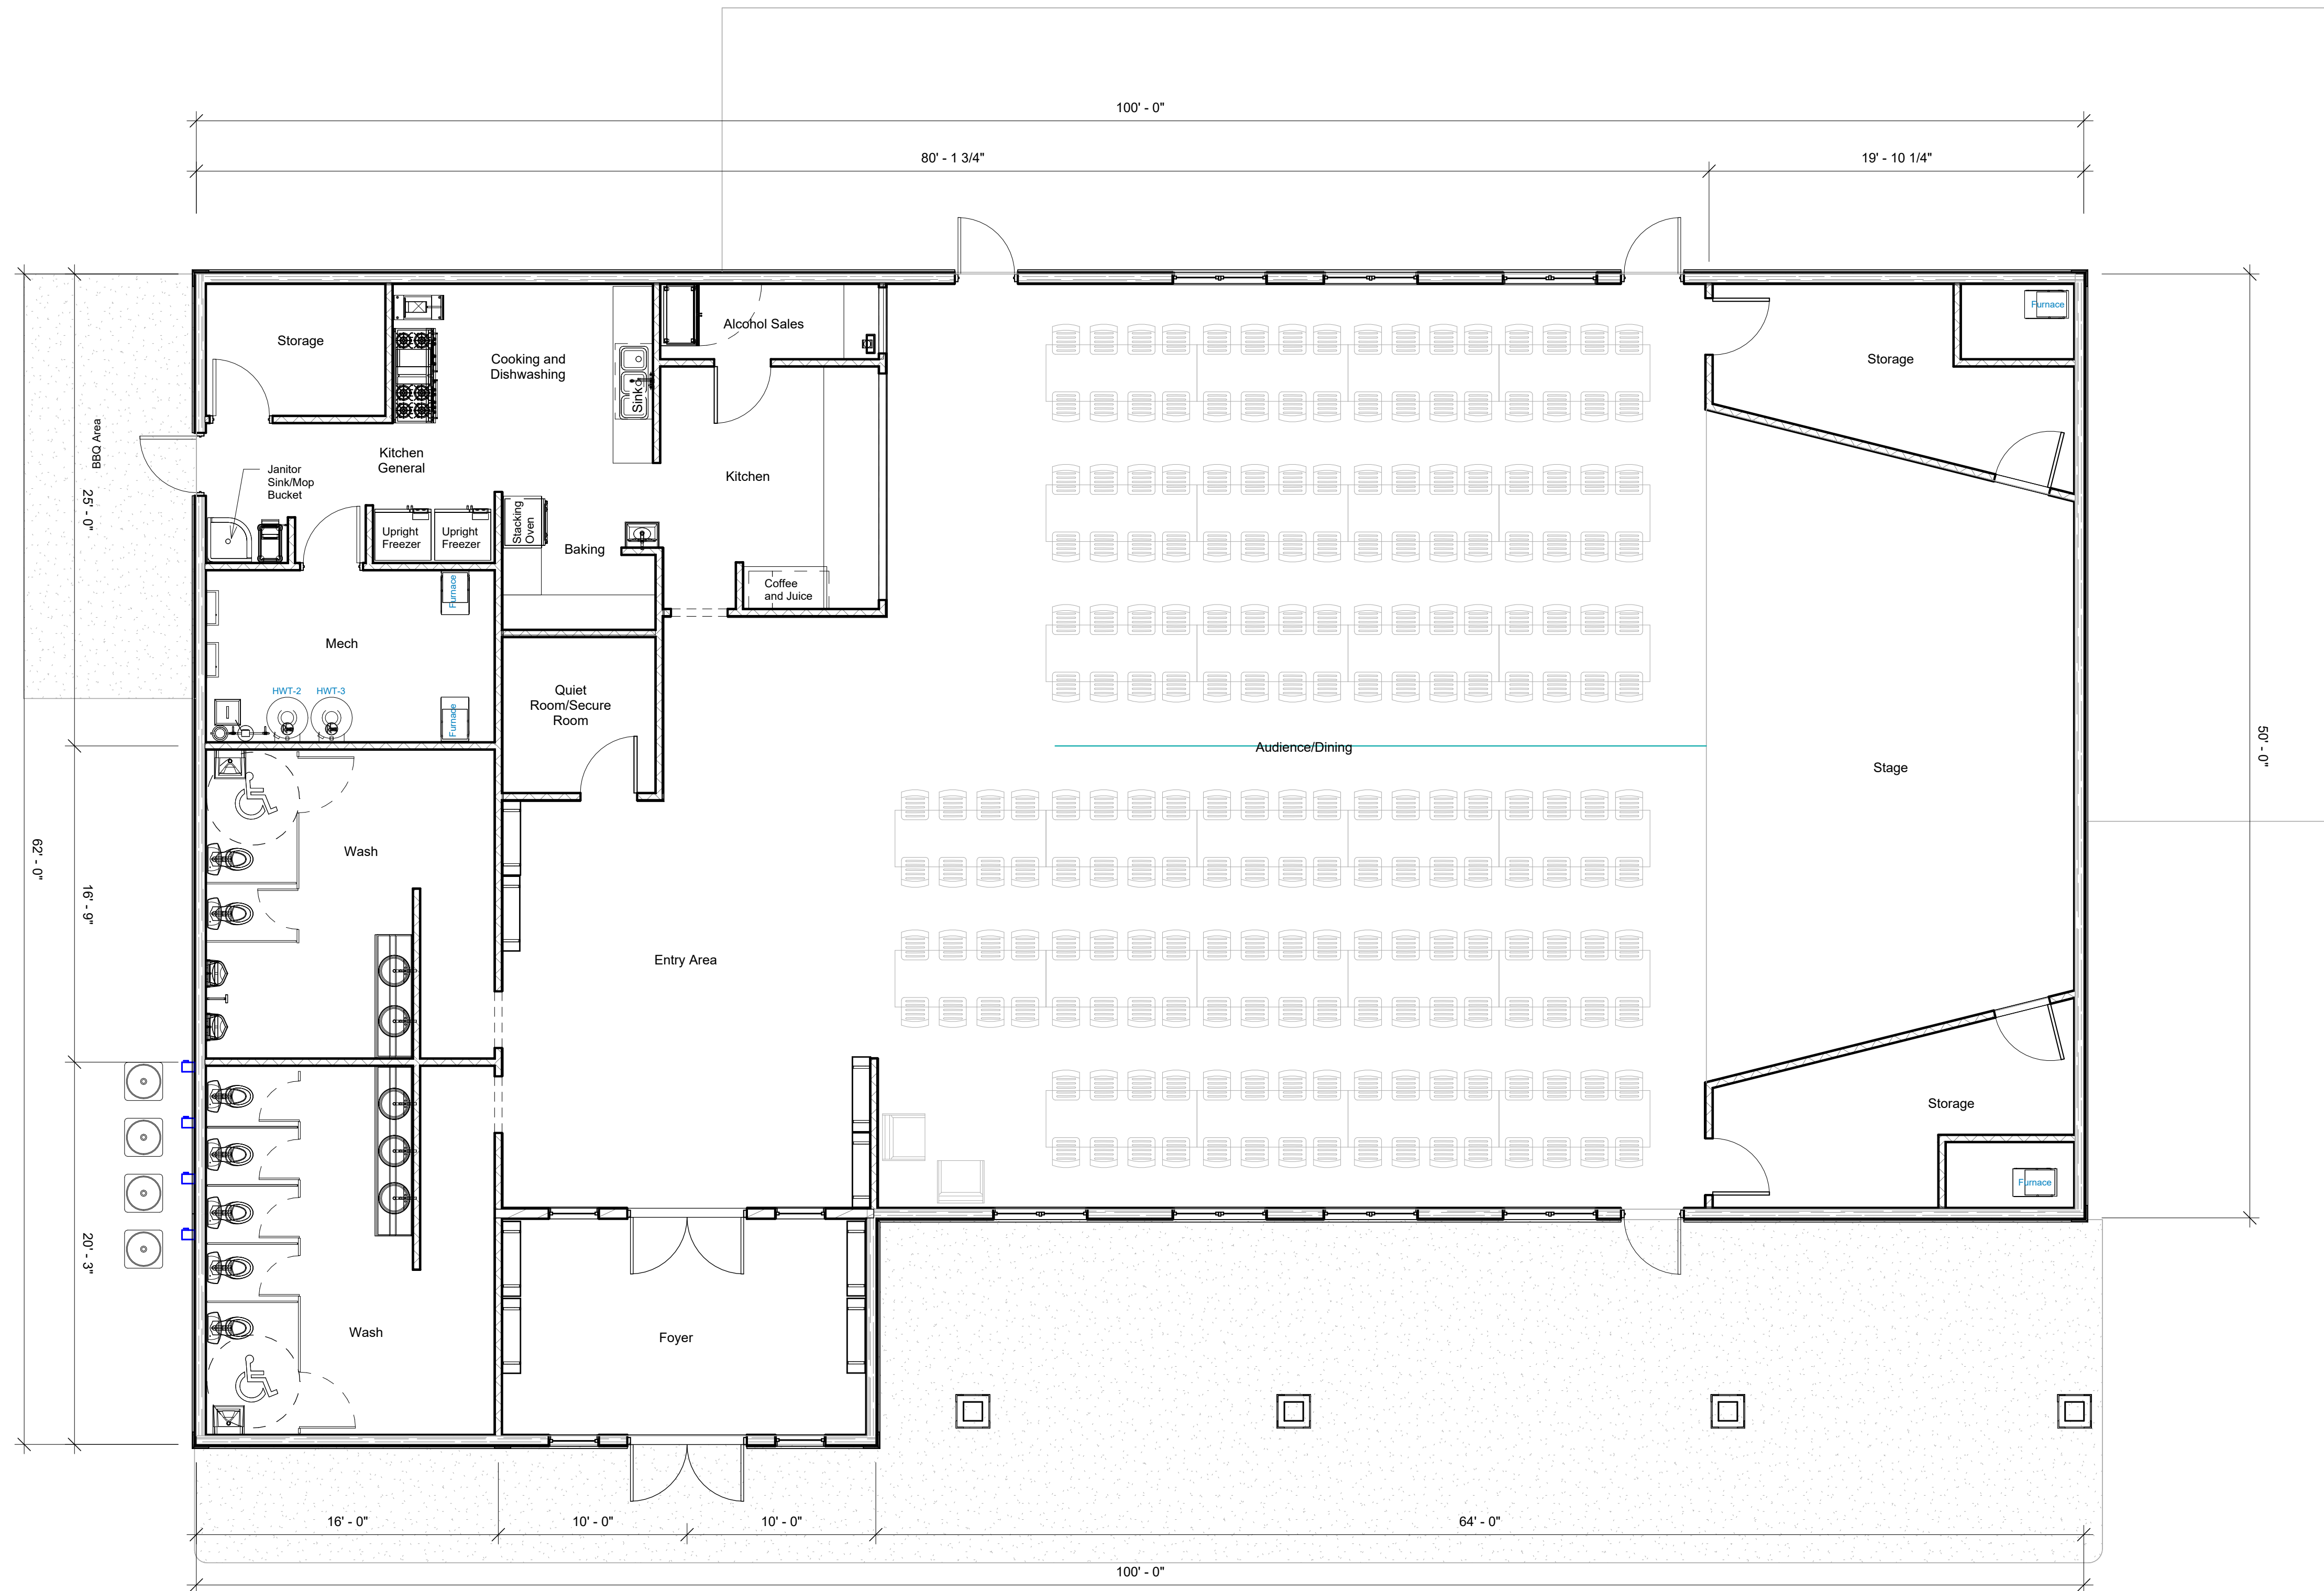 100' - 0"
80' - 1 3/4"
19' - 10 1/4"
Storage
Cooking and
Dishwashing
Alcohol Sales
Storage
Furnace
Sink
BBQ Area
Kitchen
General
Janitor
Sink/Mop
Bucket
Kitchen
25' - 0"
Upright
Freezer
Upright
Freezer
Stacking
Oven
Baking
Coffee
and Juice
Furnace
Mech
HWT-2
HWT-3
Furnace
Quiet
Room/Secure
Room
Audience/Dining
Stage
50' - 0"
62' - 0"
Wash
16' - 9"
Entry Area
Storage
Furnace
20' - 3"
Wash
Foyer
16' - 0"
10' - 0"
10' - 0"
64' - 0"
100' - 0"